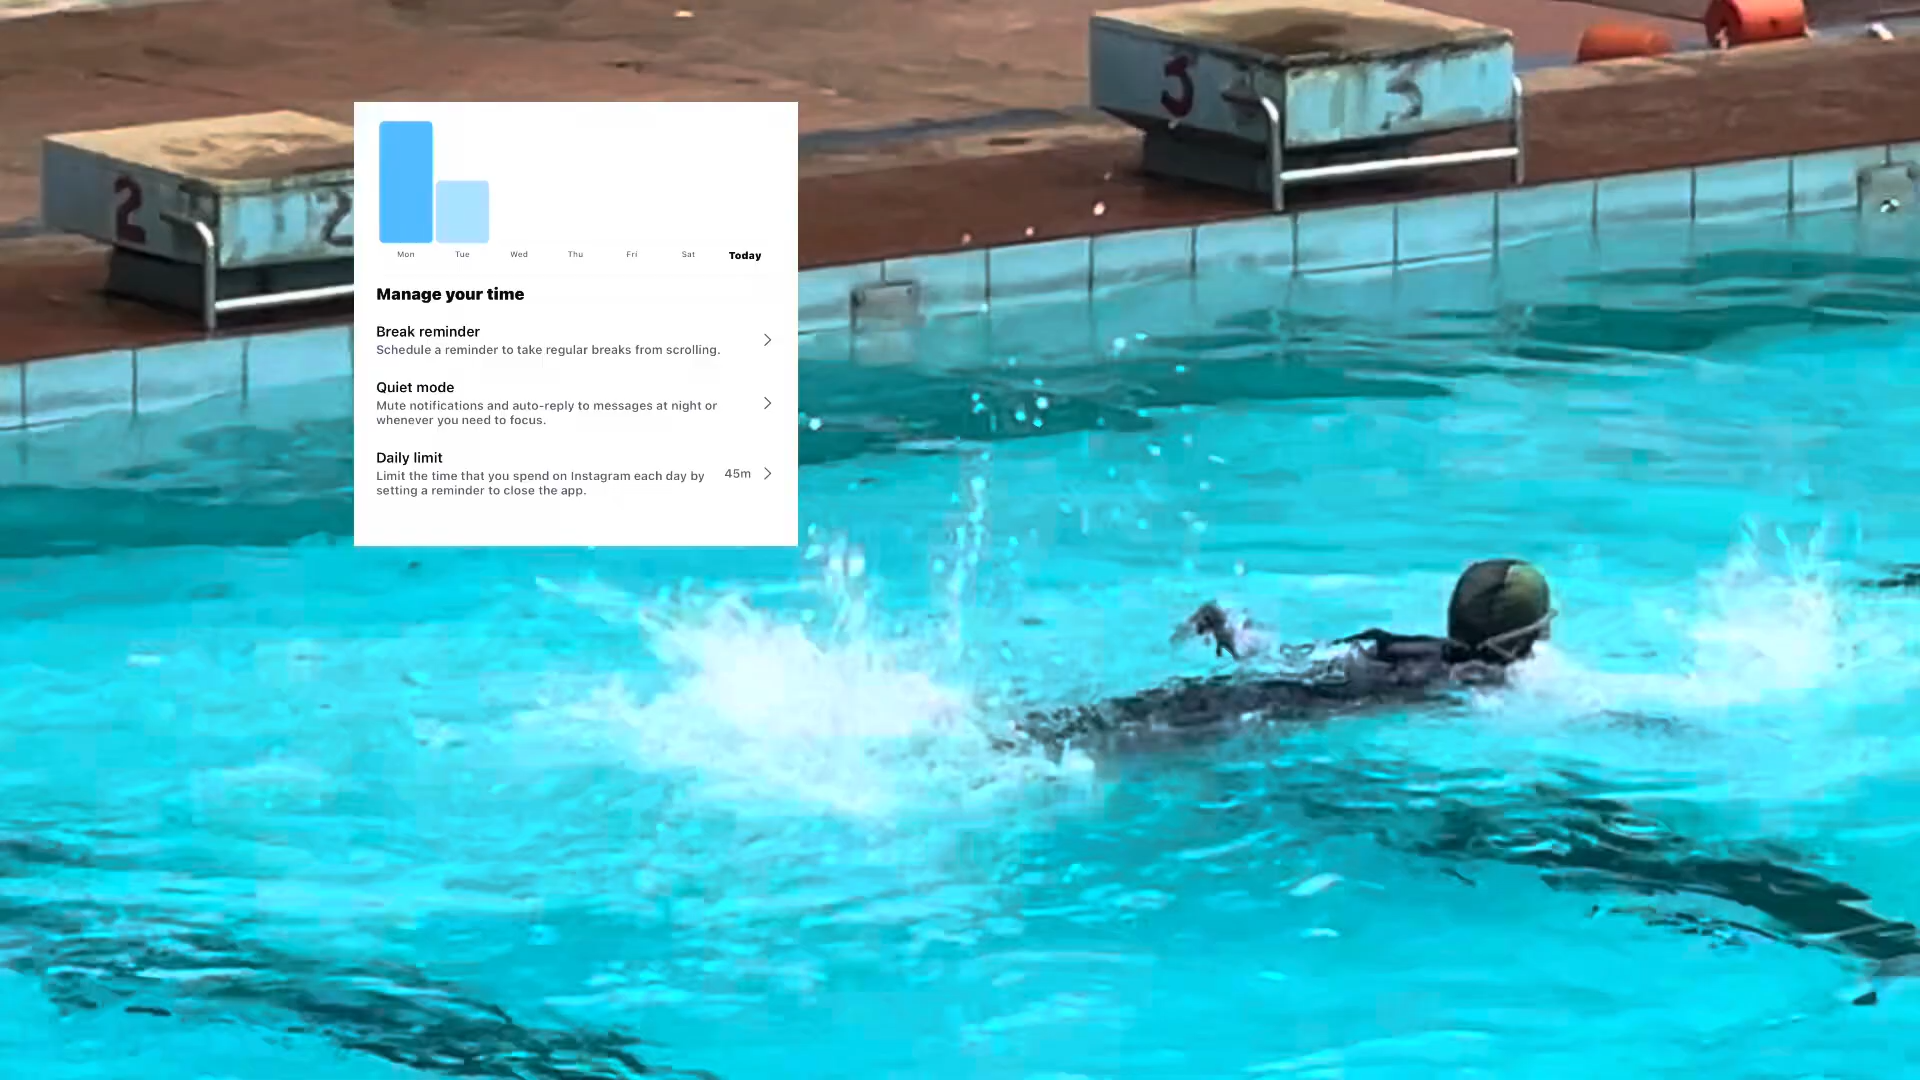 3
3
2
2
Mon Tue Wed Thu Fri Sat Today
Manage your time
Break reminder
Schedule a reminder to take regular breaks from scrolling.
Quiet mode
Mute notifications and auto-reply to messages at night or
whenever you need to focus.
Daily limit
Limit the time that you spend on Instagram each day by
setting a reminder to close the app.
45m